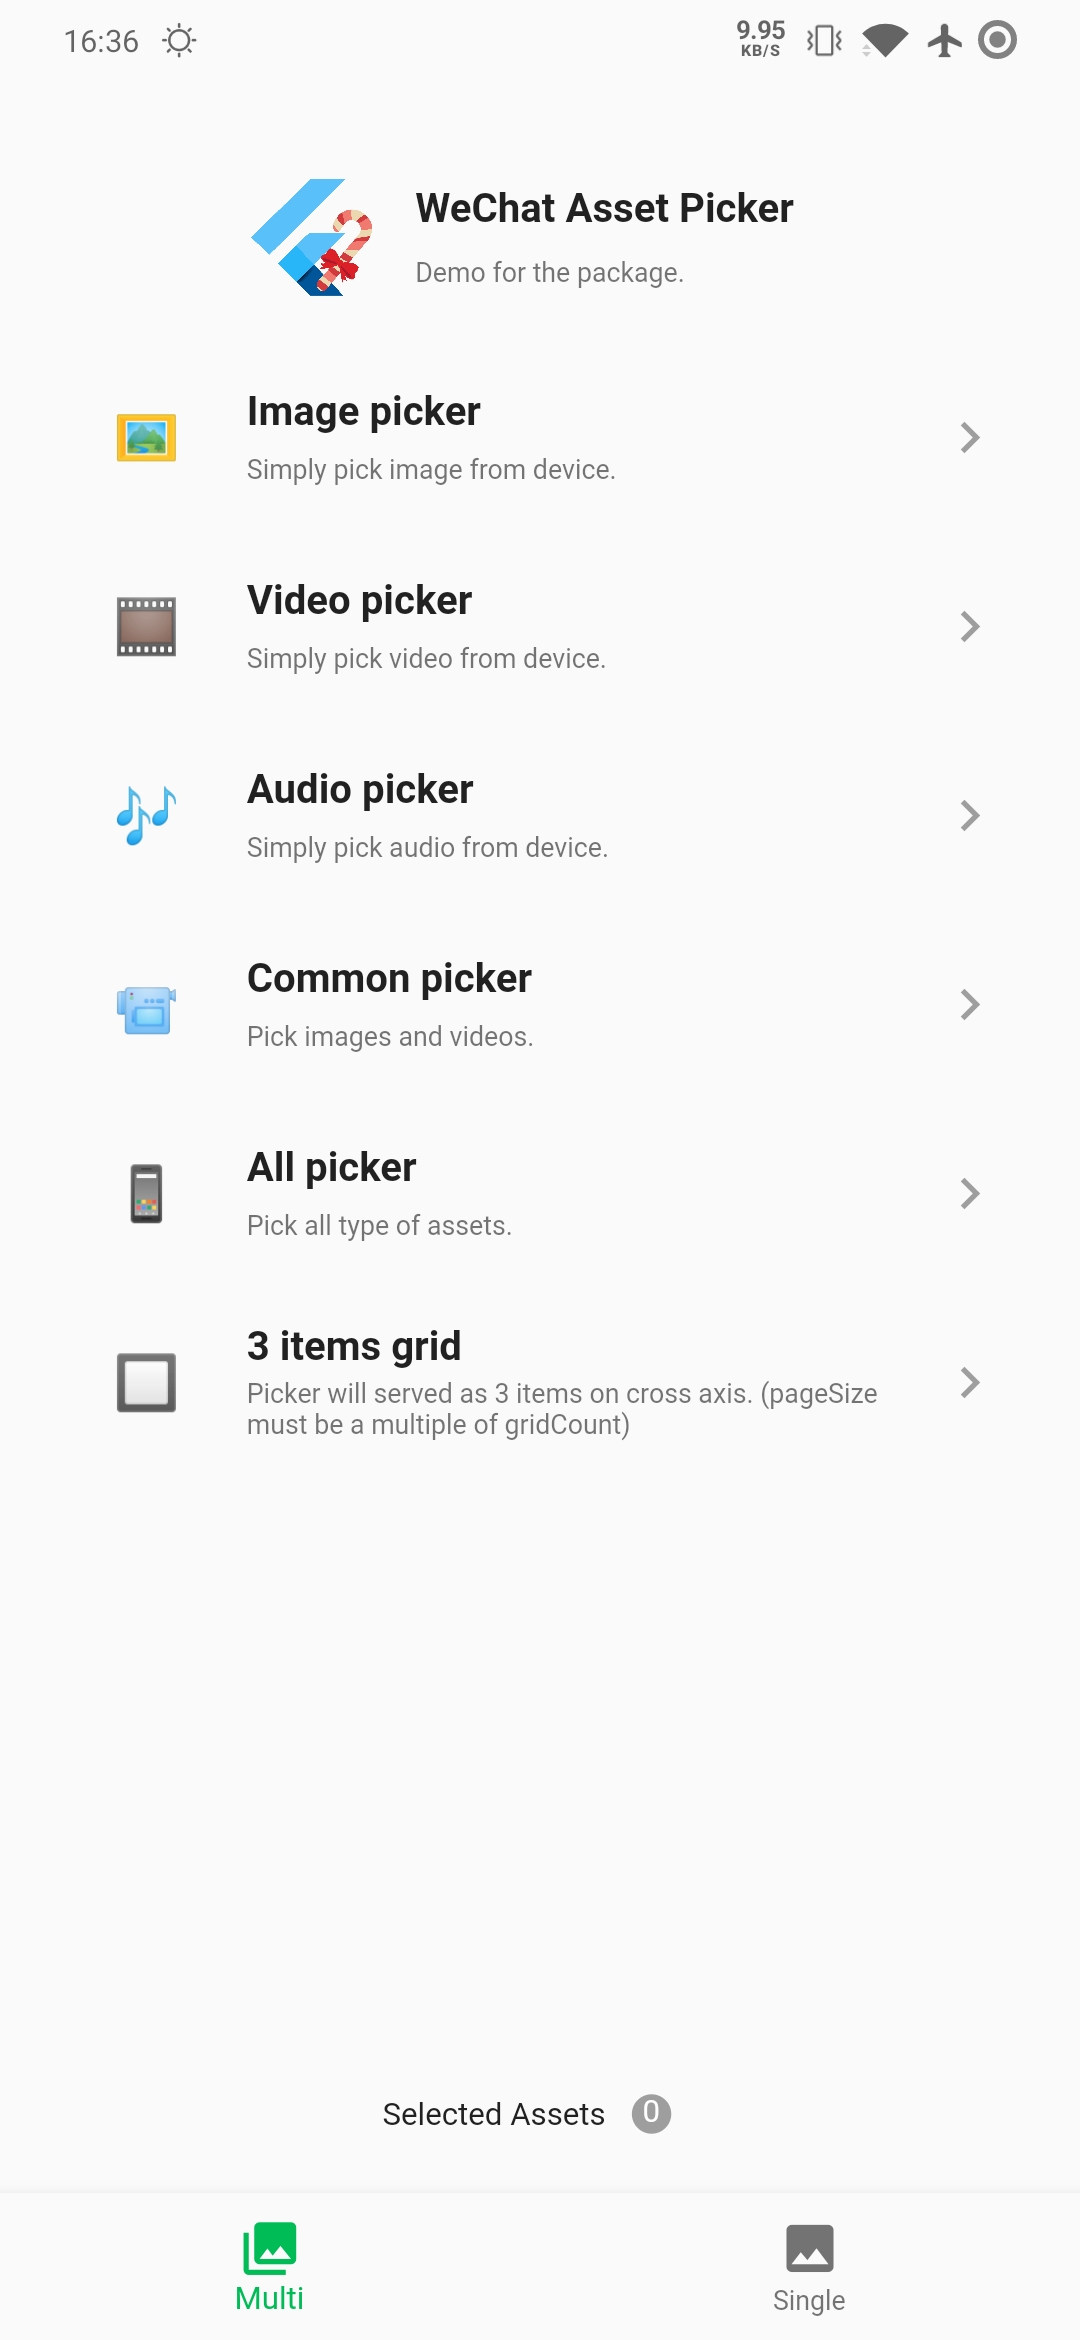 16:36
9.95
KB/S
WeChat Asset Picker
Demo for the package.
Image picker
Simply pick image from device.
Video picker
Simply pick video from device.
Audio picker
Simply pick audio from device.
Common picker
Pick images and videos.
All picker
Pick all type of assets.
3 items grid
Picker will served as 3 items on cross axis. (pageSize
must be a multiple of gridCount)
Selected Assets 0
Multi
Single